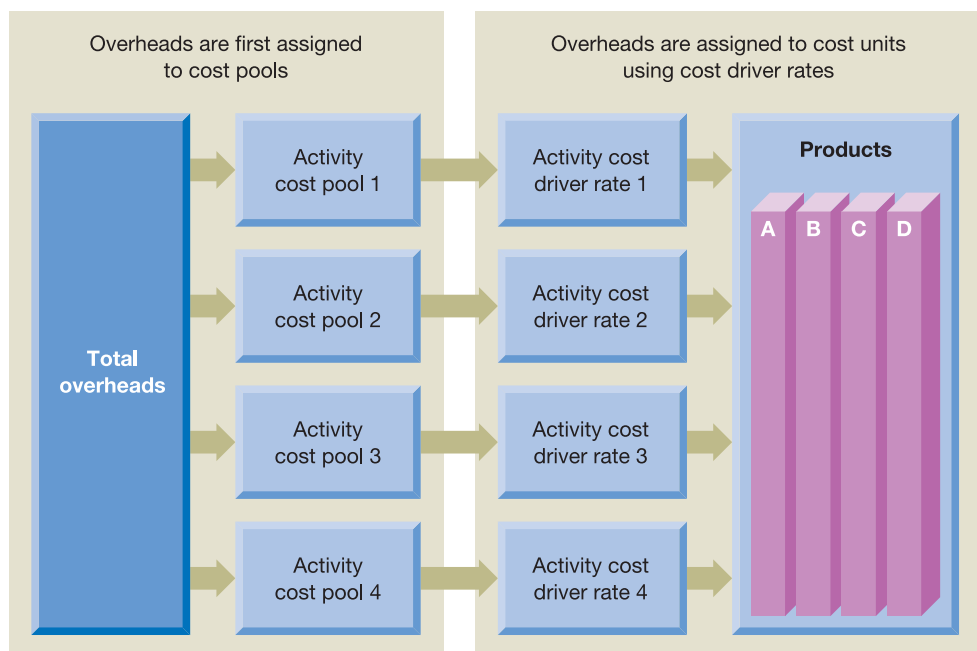 Overheads are first assigned
to cost pools
Overheads are assigned to cost units
using cost driver rates
Total
overheads
Activity
cost pool 1
Activity cost
driver rate 1
Activity
cost pool 2
Activity cost
driver rate 2
Activity
cost pool 3
Activity cost
driver rate 3
Activity
cost pool 4
Activity cost
driver rate 4
Products
A B C D